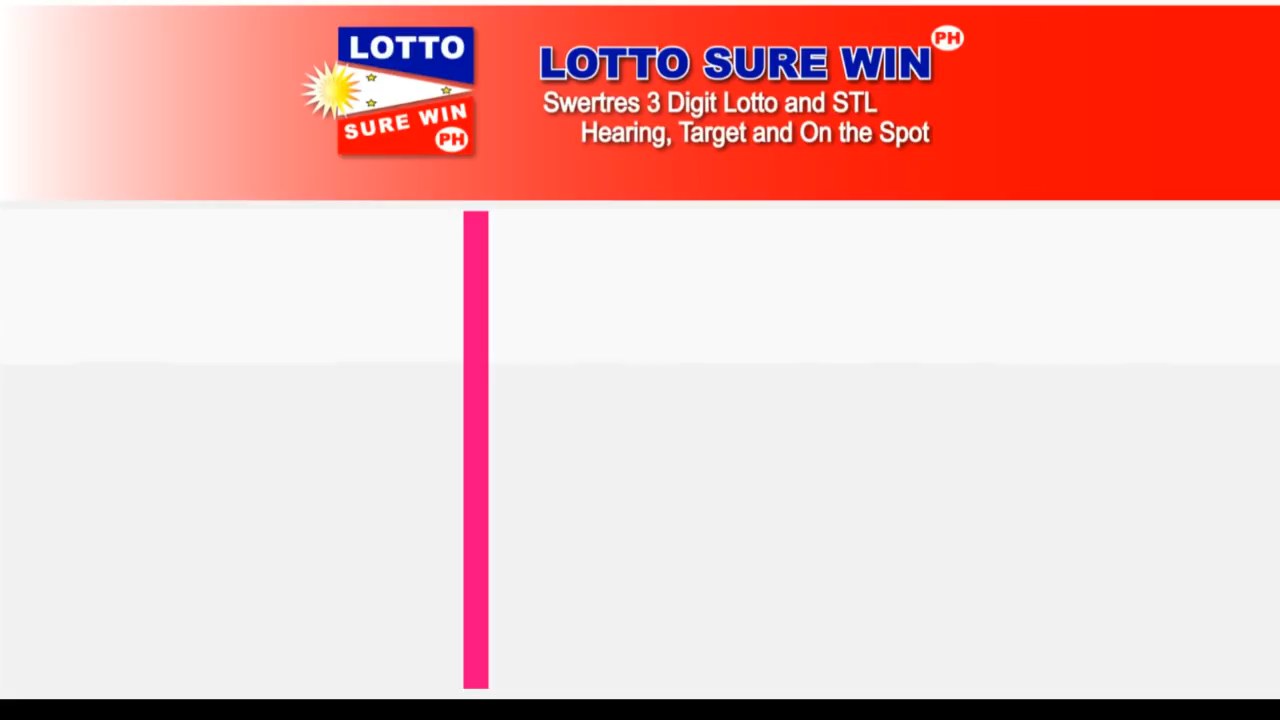 LOTTO
SURE WIN
PH
LOTTO SURE WIN PH
Swertres 3 Digit Lotto and STL
Hearing, Target and On the Spot